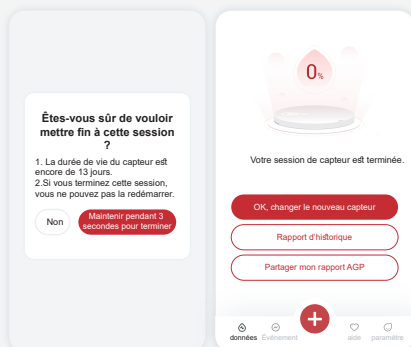 Êtes-vous sûr de vouloir
mettre fin à cette session
?
1. La durée de vie du capteur est
encore de 13 jours.
2.Si vous terminez cette session,
vous ne pouvez pas la redémarrer.
Non
Maintenir pendant 3
secondes pour terminer
0%
Votre session de capteur est terminée.
OK, changer le nouveau capteur
Rapport d'historique
Partager mon rapport AGP
données Événement aide paramètre